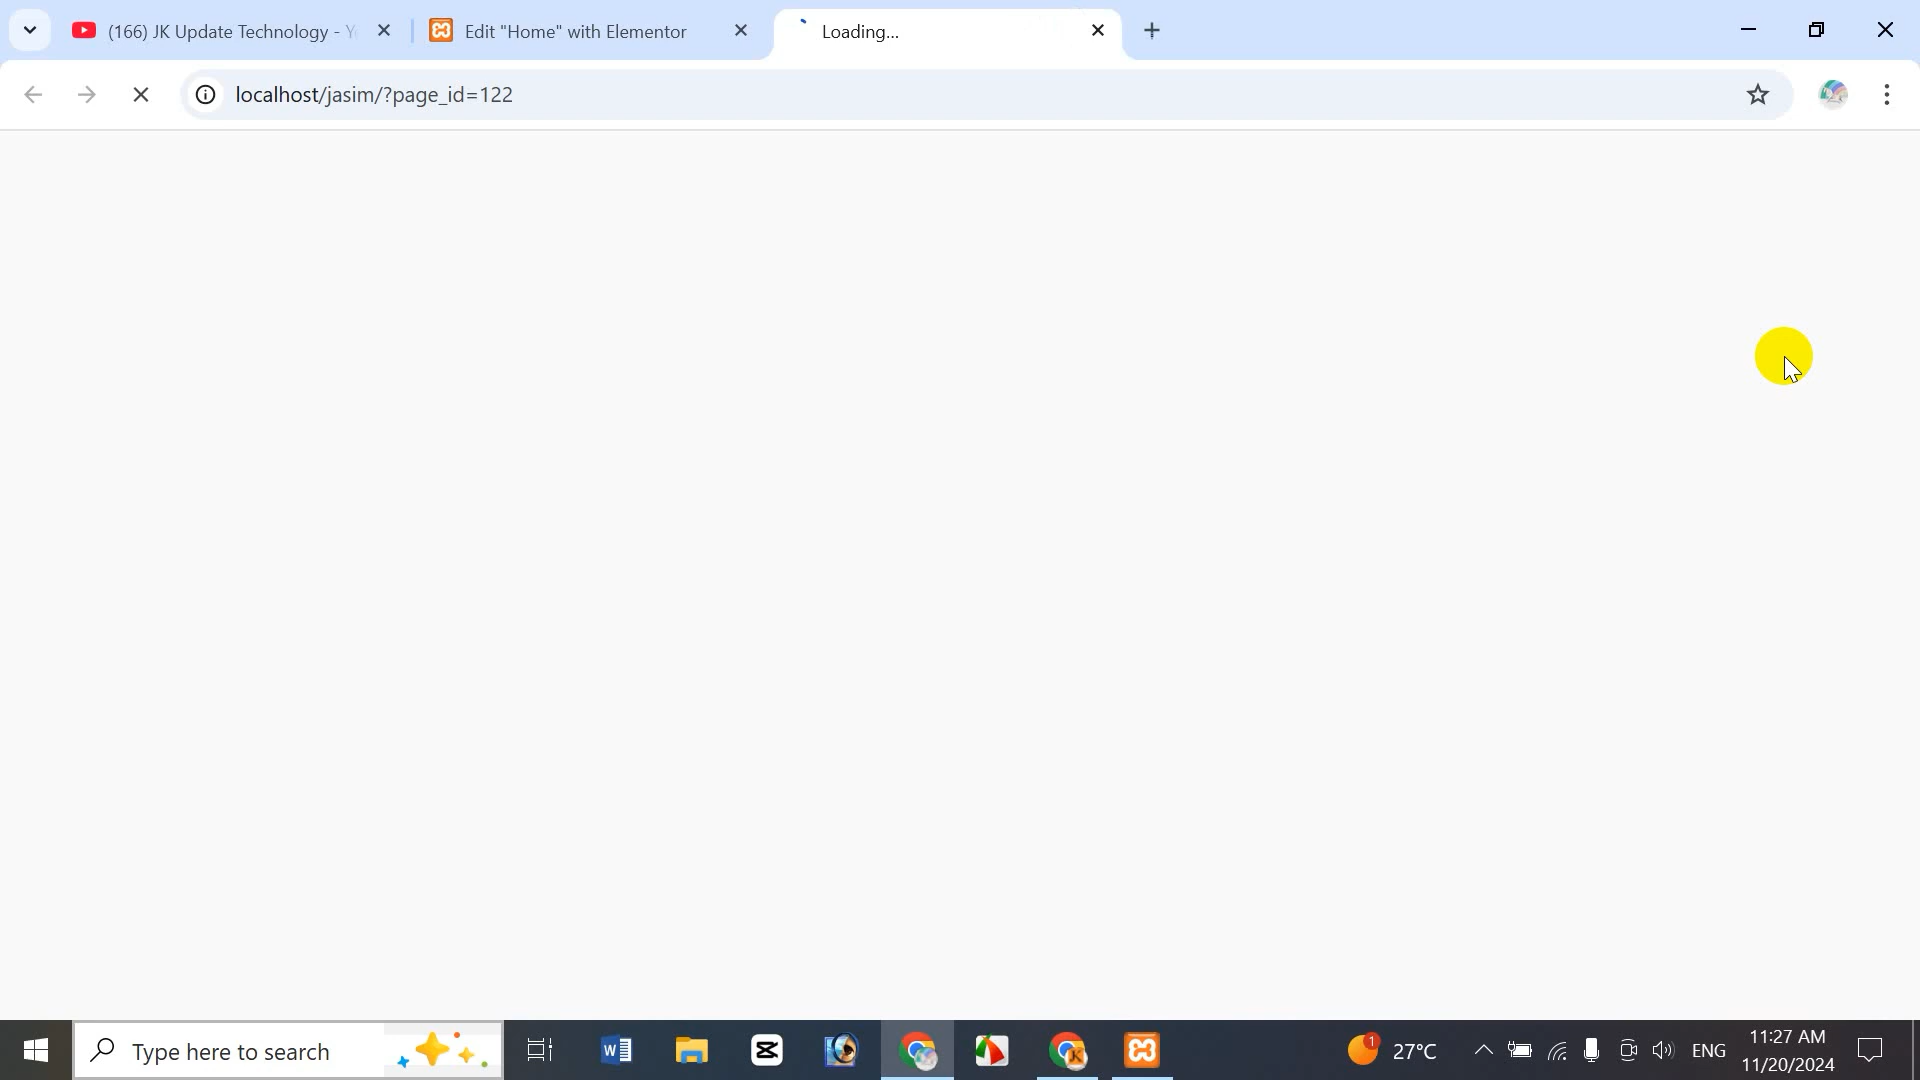 (166) JK Update Technology -
Edit "Home" with Elementor
Loading...
localhost/jasim/?page_id=122
Type here to search
W
K
1
27°C
ENG
11:27 AM
11/20/2024